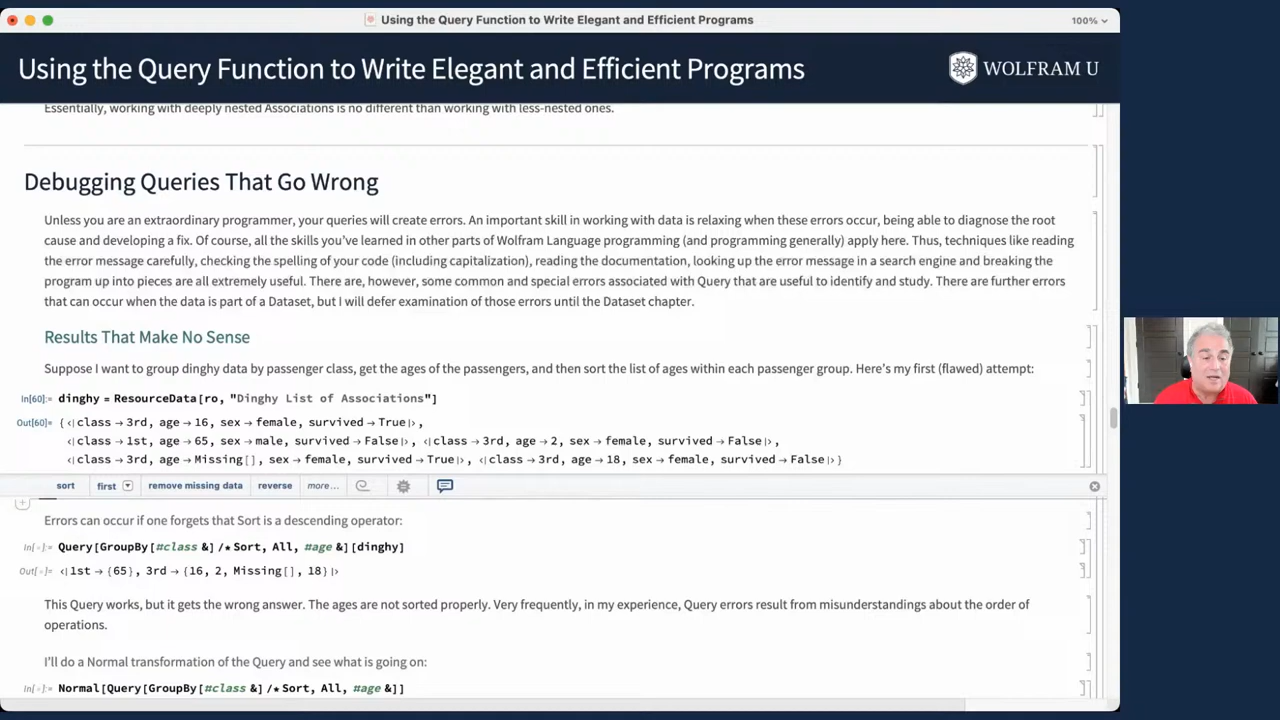 Using the Query Function to Write Elegant and Efficient Programs
100%
Using the Query Function to Write Elegant and Efficient Programs
WOLFRAM U
Essentially, working with deeply nested Associations is no different than working with less-nested ones.
Debugging Queries That Go Wrong
Unless you are an extraordinary programmer, your queries will create errors. An important skill in working with data is relaxing when these errors occur, being able to diagnose the root
cause and developing a fix. Of course, all the skills you've learned in other parts of Wolfram Language programming (and programming generally) apply here. Thus, techniques like reading
the error message carefully, checking the spelling of your code (including capitalization), reading the documentation, looking up the error message in a search engine and breaking the
program up into pieces are all extremely useful. There are, however, some common and special errors associated with Query that are useful to identify and study. There are further errors
that can occur when the data is part of a Dataset, but I will defer examination of those errors until the Dataset chapter.
Results That Make No Sense
Suppose I want to group dinghy data by passenger class, get the ages of the passengers, and then sort the list of ages within each passenger group. Here's my first (flawed) attempt:
In[60]:= dinghy = ResourceData[ro, "Dinghy List of Associations"]
Out[60]= {<|class → 3rd, age → 16, sex → female, survived → True|>,
<|class → 1st, age → 65, sex → male, survived → False|>, <|class → 3rd, age → 2, sex → female, survived → False|>,
<|class → 3rd, age → Missing[], sex → female, survived → True|>, <|class → 3rd, age → 18, sex → female, survived → False|>}
sort first remove missing data reverse more...
Errors can occur if one forgets that Sort is a descending operator:
In[◦]:= Query[GroupBy[#class &] /* Sort, All, #age &][dinghy]
Out[◦]= <|1st → {65}, 3rd → {16, 2, Missing[], 18}|>
This Query works, but it gets the wrong answer. The ages are not sorted properly. Very frequently, in my experience, Query errors result from misunderstandings about the order of
operations.
I'll do a Normal transformation of the Query and see what is going on:
In[◦]:= Normal[Query[GroupBy[#class &] /* Sort, All, #age &]]